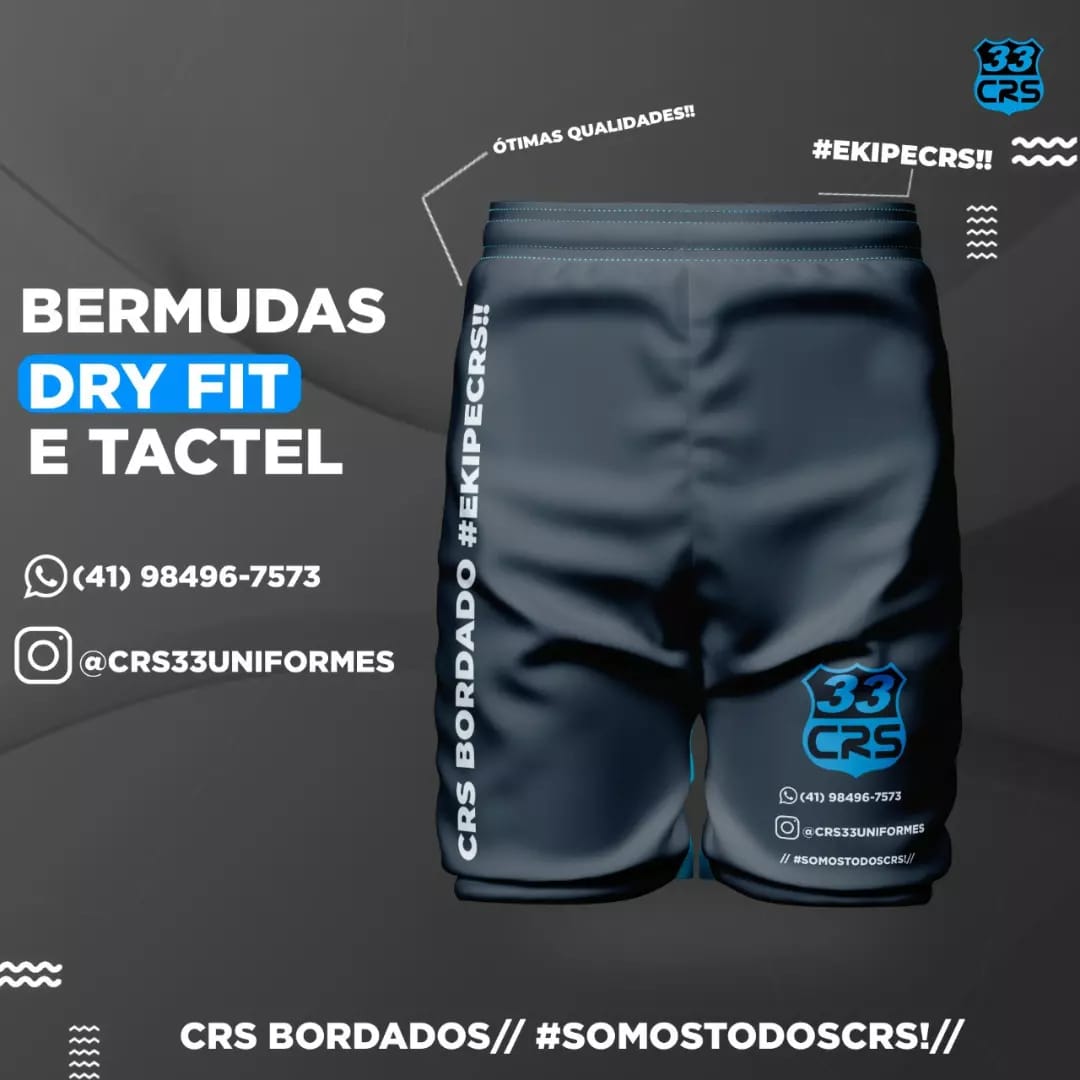 33
CRS
ÓTIMAS QUALIDADES!!
#EKIPECRS!!
BERMUDAS
DRY FIT
E TACTEL
(41) 98496-7573
@CRS33UNIFORMES
CRS BORDADO #EKIPECRS!!
33
CRS
(41) 98496-7573
@CRS33UNIFORMES
// #SOMOSTODOSCRS!//
CRS BORDADOS// #SOMOSTODOSCRS!//